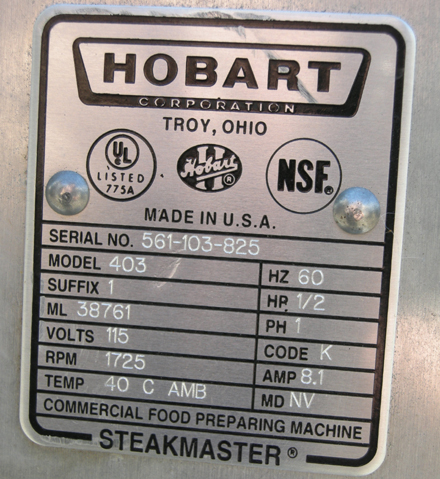 HOBART
CORPORATION
TROY, OHIO
UL
LISTED
775A
Hobart ®
NSF®
MADE IN U.S.A.
SERIAL NO. 561-103-825
MODEL 403
HZ 60
SUFFIX 1
HP 1/2
ML 38761
PH 1
VOLTS 115
CODE K
RPM 1725
AMP 8.1
TEMP 40 C AMB
MD NV
COMMERCIAL FOOD PREPARING MACHINE
STEAKMASTER®